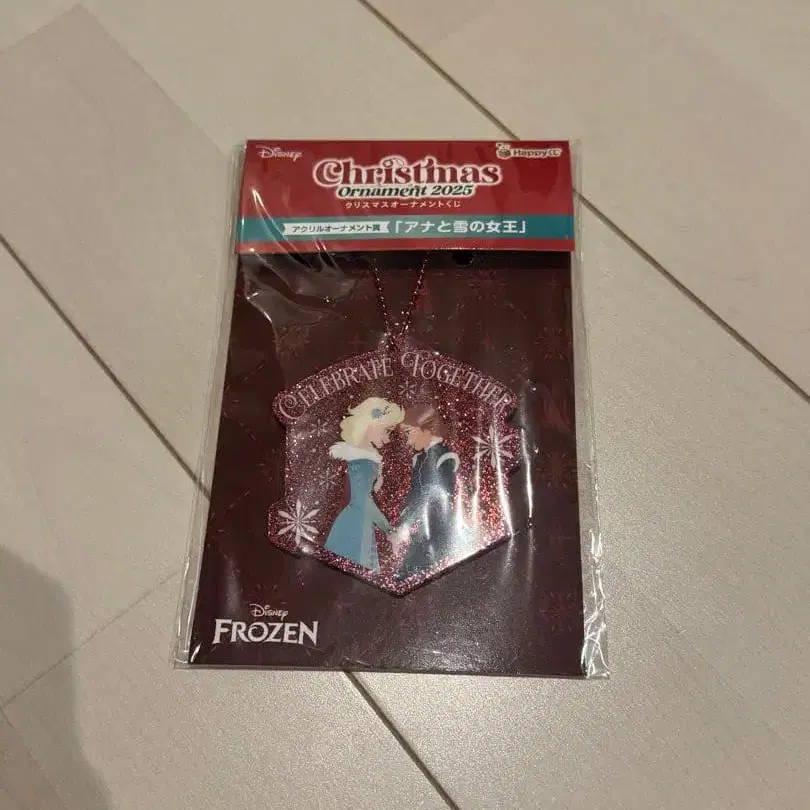 Disney
Happyくじ
Christmas
Ornament 2025
クリスマスオーナメントくじ
アクリルオーナメント賞
「アナと雪の女王」
CELEBRATE TOGETHER
Disney
FROZEN